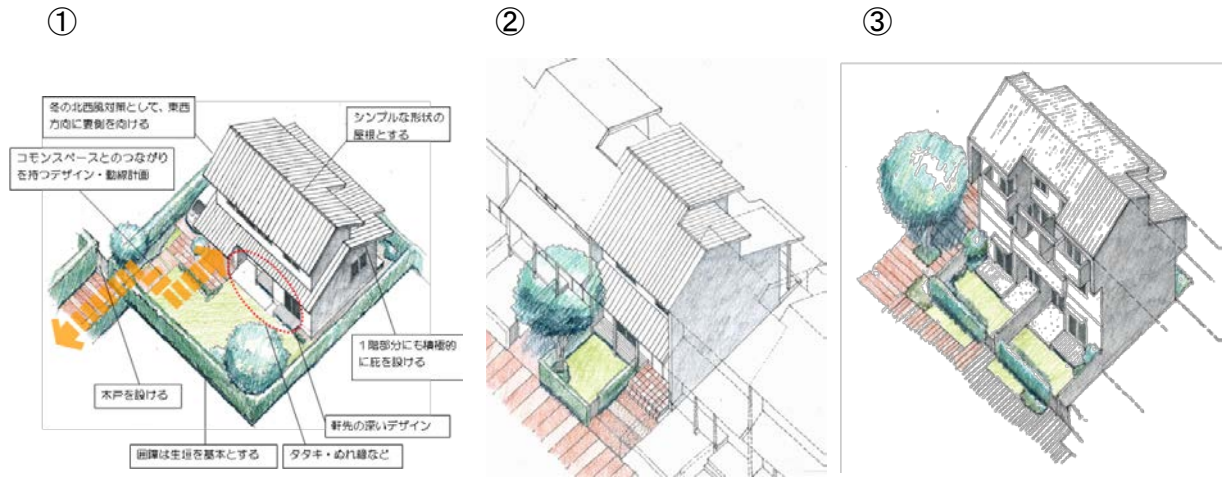 ①
②
③
冬の北西風対策として、東西
方向に妻側を向ける
シンプルな形状の
屋根とする
コモンスペースとのつながり
を持つデザイン・動線計画
1階部分にも積極的
に庇を設ける
木戸を設ける
軒先の深いデザイン
囲障は生垣を基本とする
タタキ・ぬれ縁など